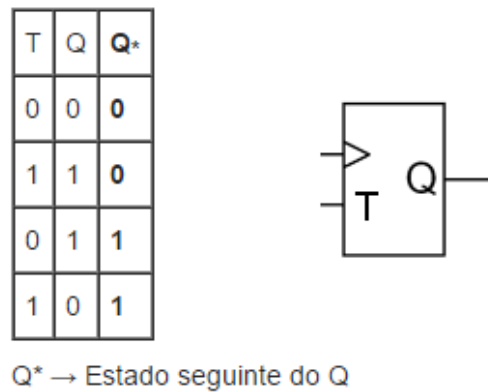 T Q Q*
0 0 0
1 1 0
0 1 1
1 0 1
T Q
Q* → Estado seguinte do Q